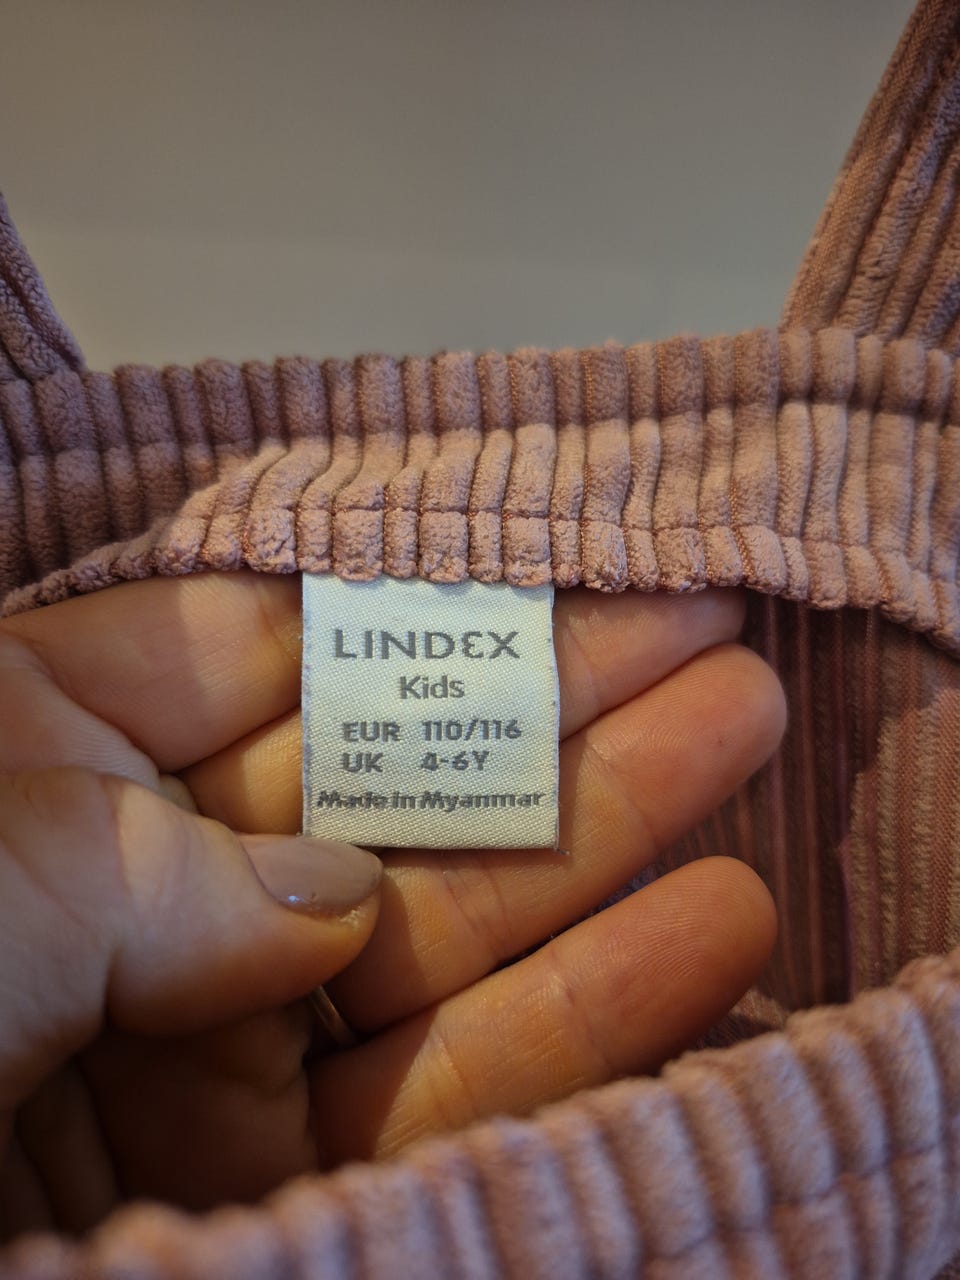 LINDEX
Kids
EUR 110/116
UK 4-6Y
Made in Myanmar